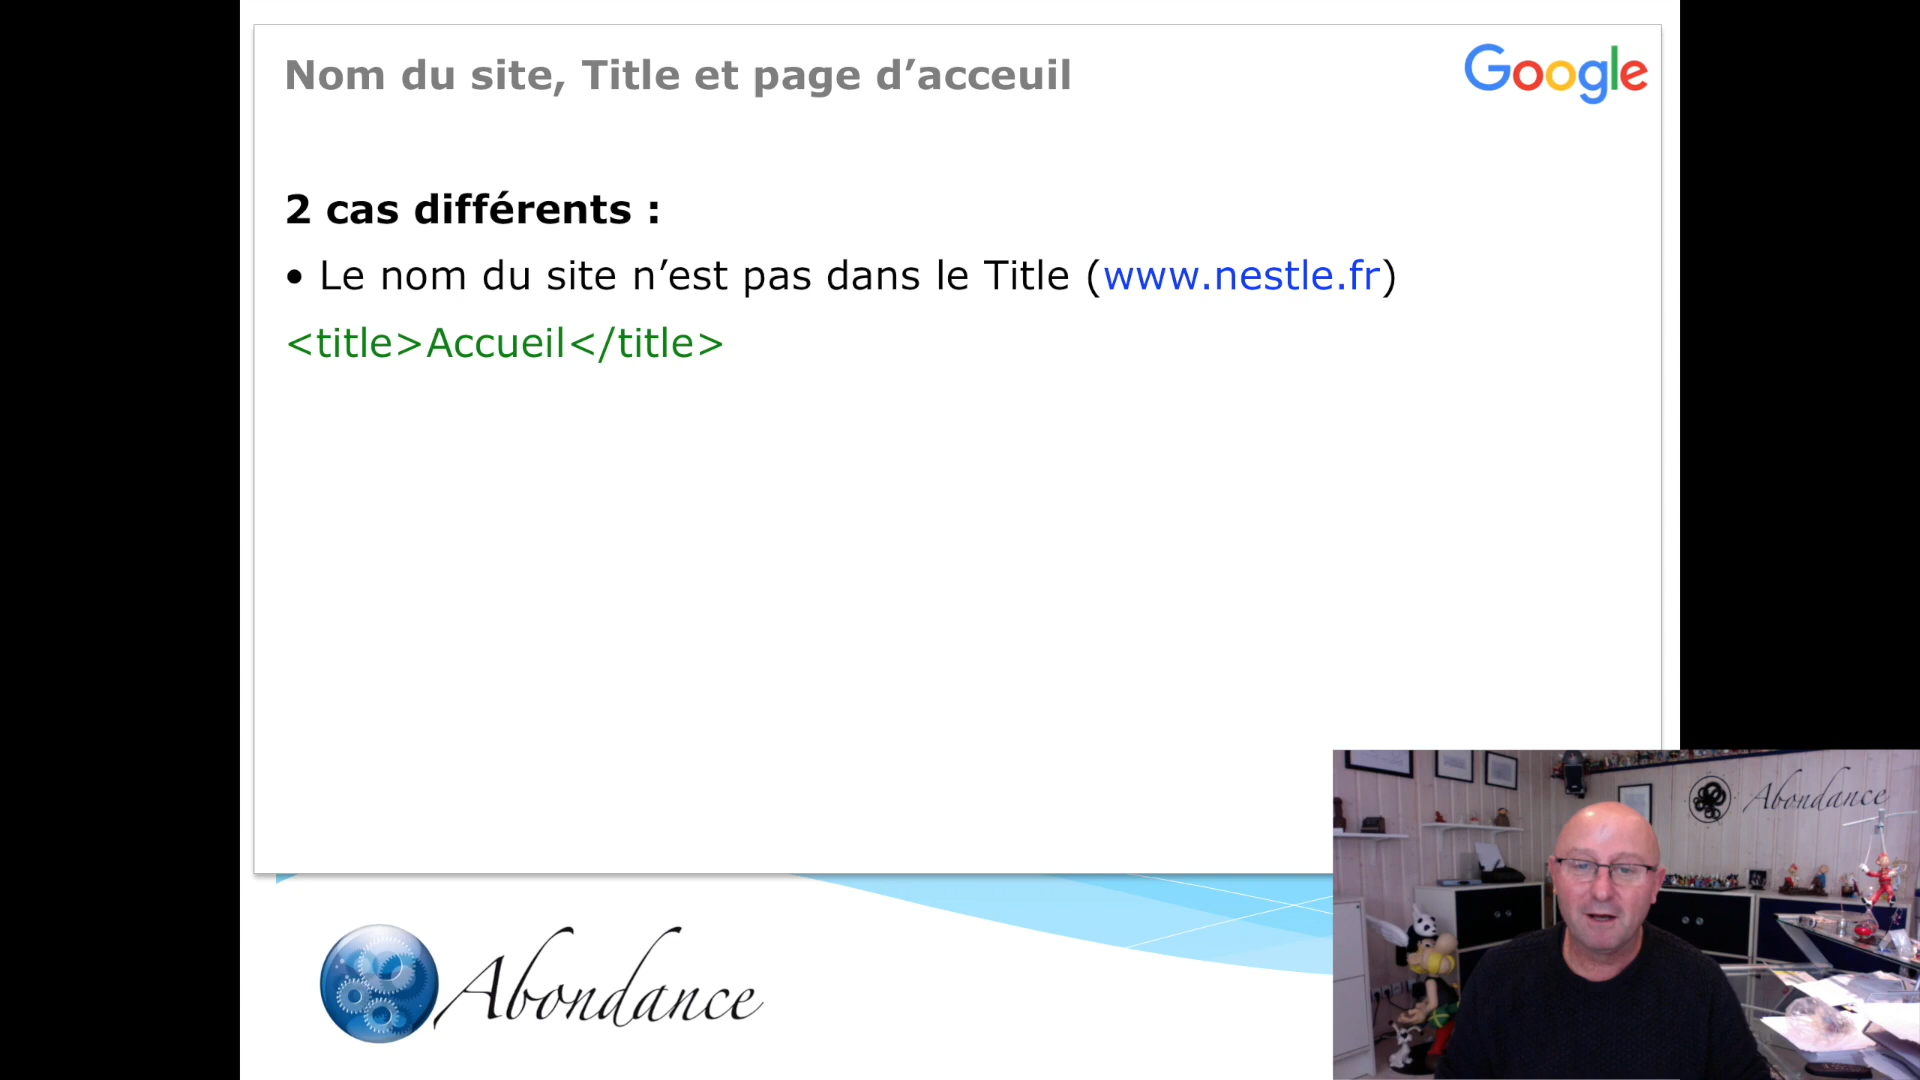 Nom du site, Title et page d’acceuil
Google
2 cas différents :
• Le nom du site n’est pas dans le Title (www.nestle.fr)
<title>Accueil</title>
Abondance
Abondance